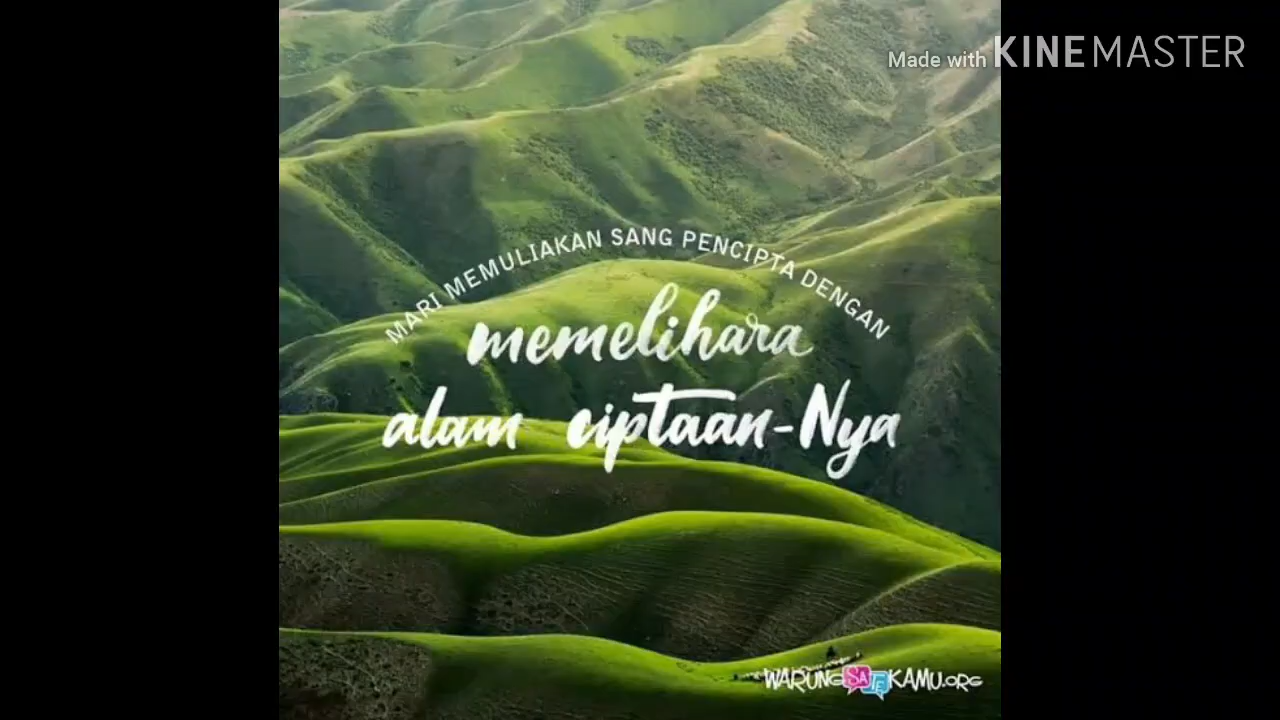 Made with KINEMASTER
MARI MEMULIAKAN SANG PENCIPTA DENGAN
memelihara
alam ciptaan-Nya
WARUNGSATEKAMU.ORG